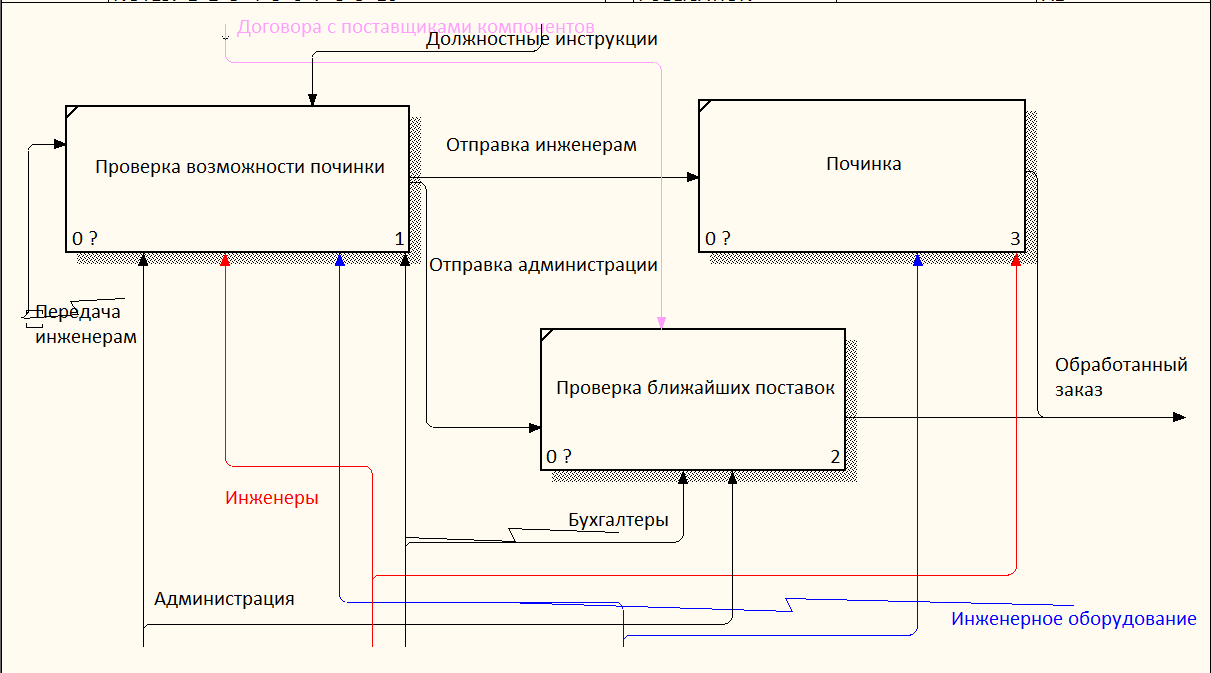 Договора с поставщиками компонентов
Должностные инструкции
Отправка инженерам
Проверка возможности починки
Починка
0 ?
1
0 ?
3
Отправка администрации
Передача
инженерам
Обработанный
заказ
Проверка ближайших поставок
0 ?
2
Инженеры
Бухгалтеры
Администрация
Инженерное оборудование